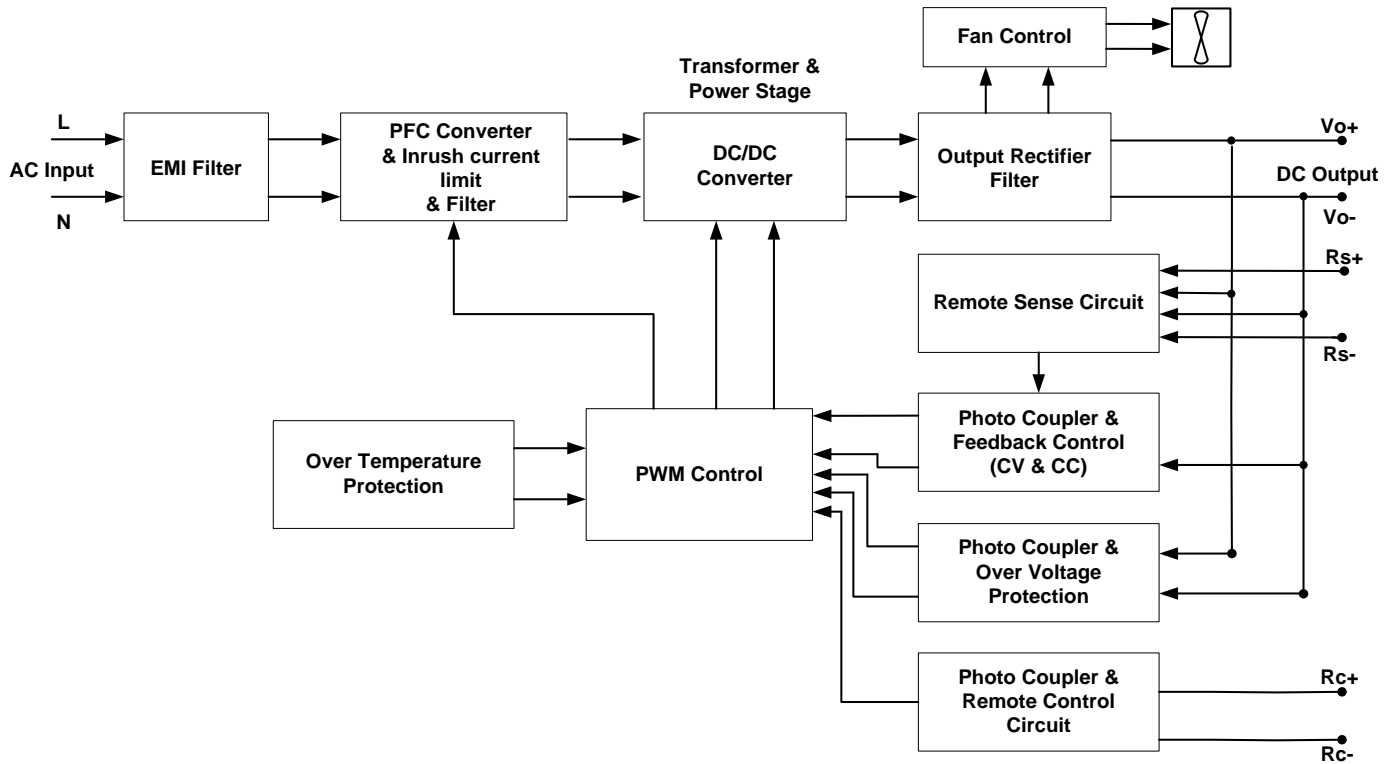 Fan Control
Transformer &
Power Stage
L
AC Input
N
EMI Filter
PFC Converter
& Inrush current
limit
& Filter
DC/DC
Converter
Output Rectifier
Filter
Vo+
DC Output
Vo-
Rs+
Rs-
Remote Sense Circuit
Over Temperature
Protection
PWM Control
Photo Coupler &
Feedback Control
(CV & CC)
Photo Coupler &
Over Voltage
Protection
Photo Coupler &
Remote Control
Circuit
Rc+
Rc-